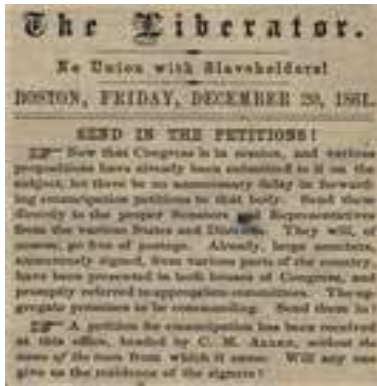 The Liberator.
No Union with Slaveholders!
BOSTON, FRIDAY, DECEMBER 20, 1861.
SEND IN THE PETITIONS!
☞ Now that Congress is in session, and various
propositions have already been submitted to it on the
subject, let there be no unnecessary delay in forward-
ing emancipation petitions to that body. Send them
directly to the proper Senators and Representatives
from the various States and Districts. They will, of
course, go free of postage. Already, large numbers,
numerously signed, from various parts of the country,
have been presented in both houses of Congress, and
promptly referred to appropriate committees. The ag-
gregate promises to be commanding. Send them in!
☞ A petition for emancipation has been received
at this office, headed by C. M. , without the
name of the town from which it came. Will any one
give us the residence of the signers?